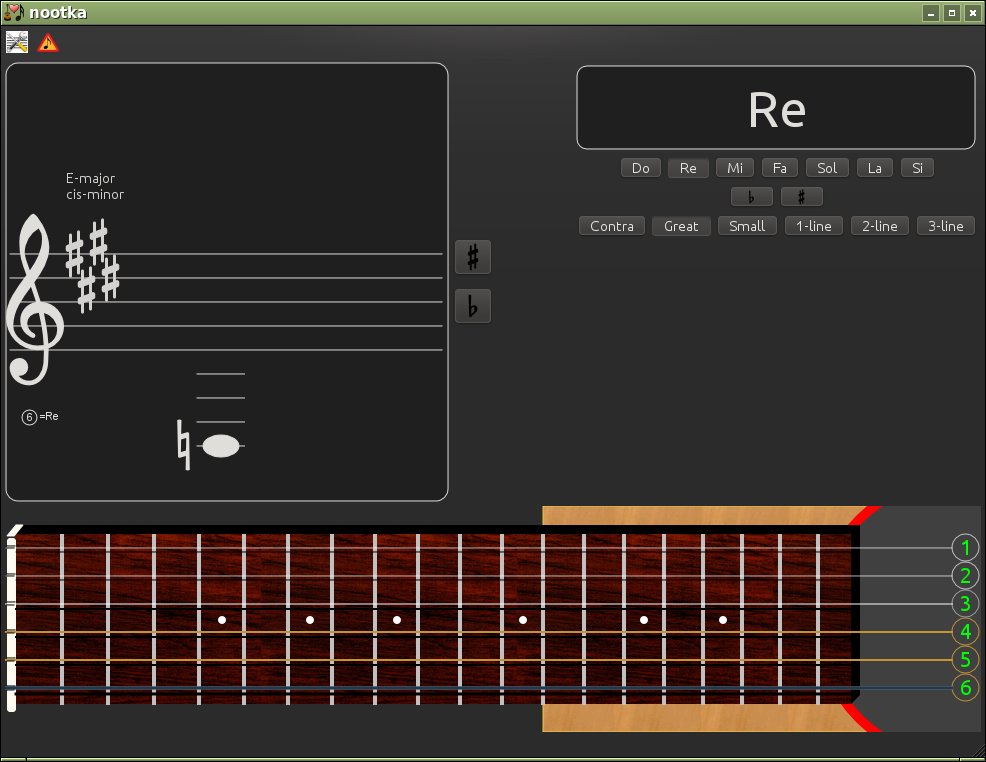 nootka
Re
Do Re Mi Fa Sol La Si
♭ ♯
Contra Great Small 1-line 2-line 3-line
E-major
cis-minor
♯
♭
6 =Re
1
2
3
4
5
6